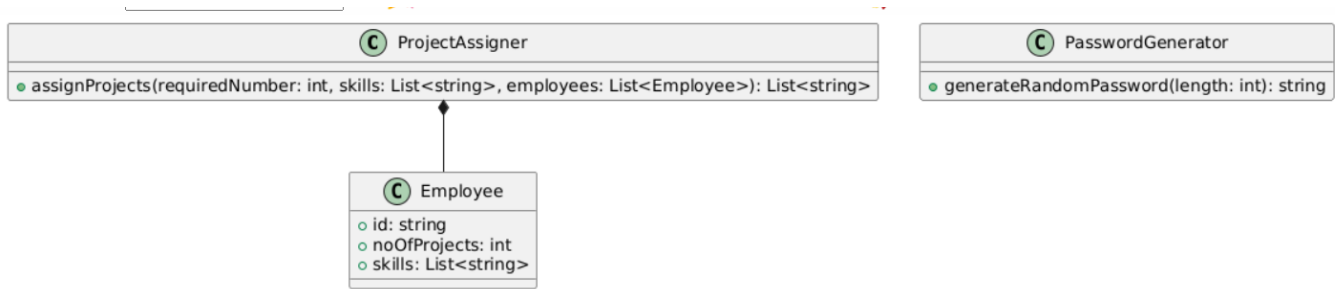 C ProjectAssigner
assignProjects(requiredNumber: int, skills: List<string>, employees: List<Employee>): List<string>
C PasswordGenerator
generateRandomPassword(length: int): string
C Employee
id: string
noOfProjects: int
skills: List<string>